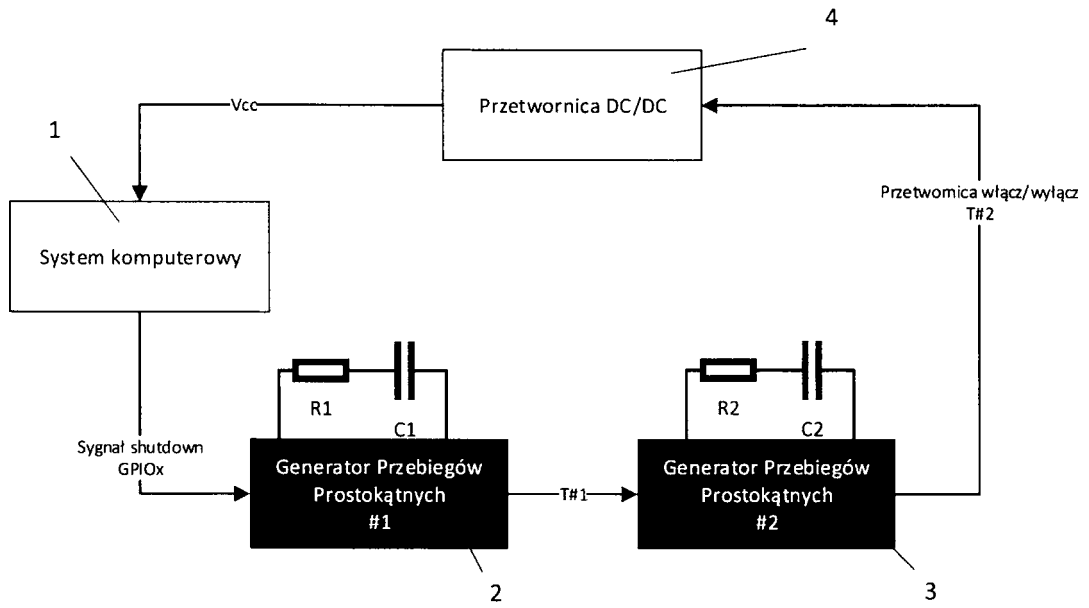 4
Przetwornica DC/DC
Vcc
1
Przetwornica włącz/wyłącz
T#2
System komputerowy
R1
C1
R2
C2
Sygnał shutdown
GPIOx
Generator Przebiegów
Prostokątnych
#1
T#1
Generator Przebiegów
Prostokątnych
#2
2
3